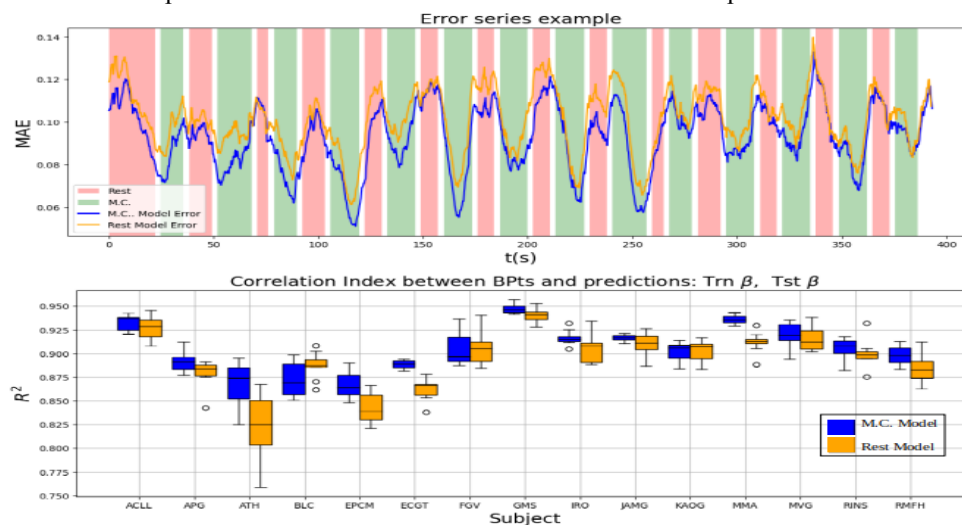 Error series example
MAE
0.14
0.12
0.10
0.08
0.06
Rest
M.C.
M.C.. Model Error
Rest Model Error
0 50 100 150 200 250 300 350 400
t(s)
Correlation Index between BPts and predictions: Trn β, Tst β
R²
0.950
0.925
0.900
0.875
0.850
0.825
0.800
0.775
0.750
M.C. Model
Rest Model
ACLL APG ATH BLC EPCM ECGT FGV GMS IRO JAMG KAOG MMA MVG RINS RMFH
Subject